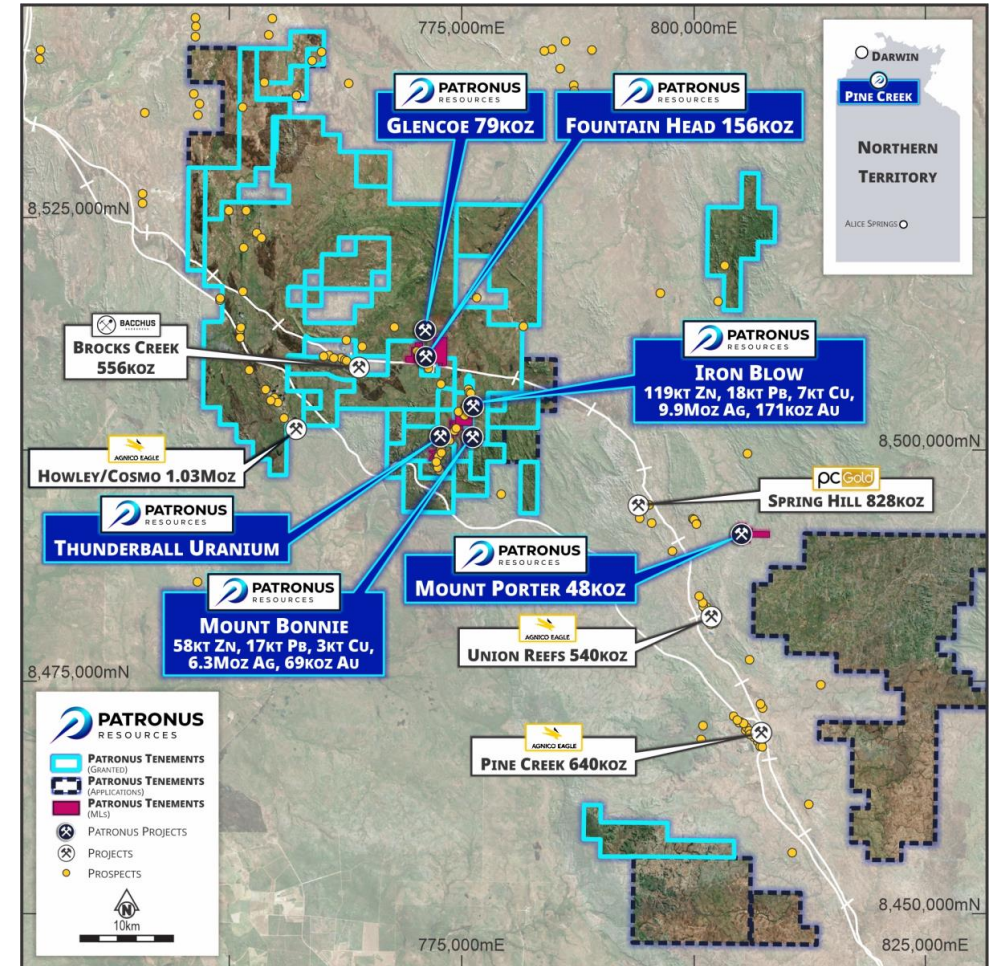 775,000mE
800,000mE
DARWIN
PINE CREEK
NORTHERN
TERRITORY
ALICE SPRINGS
PATRONUS
RESOURCES
GLENCOE 79KOZ
PATRONUS
RESOURCES
FOUNTAIN HEAD 156KOZ
8,525,000mN
BACCHUS
BROCKS CREEK
556KOZ
PATRONUS
RESOURCES
IRON BLOW
119KT ZN, 18KT PB, 7KT CU,
9.9MOZ AG, 171KOZ AU
8,500,000mN
AGNICO EAGLE
HOWLEY/COSMO 1.03MOZ
PC Gold
SPRING HILL 828KOZ
PATRONUS
RESOURCES
THUNDERBALL URANIUM
PATRONUS
RESOURCES
MOUNT PORTER 48KOZ
PATRONUS
RESOURCES
MOUNT BONNIE
58KT ZN, 17KT PB, 3KT CU,
6.3MOZ AG, 69KOZ AU
AGNICO EAGLE
UNION REEFS 540KOZ
8,475,000mN
AGNICO EAGLE
PINE CREEK 640KOZ
PATRONUS
RESOURCES
PATRONUS TENEMENTS
(GRANTED)
PATRONUS TENEMENTS
(APPLICATIONS)
PATRONUS TENEMENTS
(MLS)
PATRONUS PROJECTS
PROJECTS
PROSPECTS
N
10km
8,450,000mN
775,000mE
825,000mE